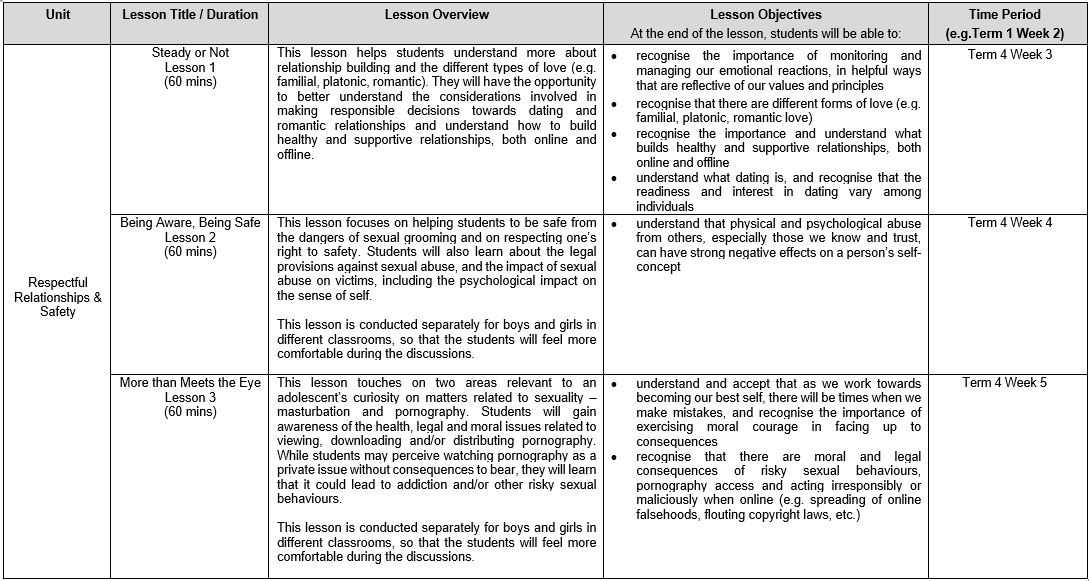 Unit
Lesson Title / Duration
Lesson Overview
Lesson Objectives
At the end of the lesson, students will be able to:
Time Period
(e.g.Term 1 Week 2)
Respectful
Relationships &
Safety
Steady or Not
Lesson 1
(60 mins)
This lesson helps students understand more about
relationship building and the different types of love (e.g.
familial, platonic, romantic). They will have the opportunity
to better understand the considerations involved in
making responsible decisions towards dating and
romantic relationships and understand how to build
healthy and supportive relationships, both online and
offline.
• recognise the importance of monitoring and
managing our emotional reactions, in helpful ways
that are reflective of our values and principles
• recognise that there are different forms of love (e.g.
familial, platonic, romantic love)
• recognise the importance and understand what
builds healthy and supportive relationships, both
online and offline
• understand what dating is, and recognise that the
readiness and interest in dating vary among
individuals
Term 4 Week 3
Being Aware, Being Safe
Lesson 2
(60 mins)
This lesson focuses on helping students to be safe from
the dangers of sexual grooming and on respecting one's
right to safety. Students will also learn about the legal
provisions against sexual abuse, and the impact of sexual
abuse on victims, including the psychological impact on
the sense of self.
This lesson is conducted separately for boys and girls in
different classrooms, so that the students will feel more
comfortable during the discussions.
• understand that physical and psychological abuse
from others, especially those we know and trust,
can have strong negative effects on a person's self-
concept
Term 4 Week 4
More than Meets the Eye
Lesson 3
(60 mins)
This lesson touches on two areas relevant to an
adolescent's curiosity on matters related to sexuality –
masturbation and pornography. Students will gain
awareness of the health, legal and moral issues related to
viewing, downloading and/or distributing pornography.
While students may perceive watching pornography as a
private issue without consequences to bear, they will learn
that it could lead to addiction and/or other risky sexual
behaviours.
This lesson is conducted separately for boys and girls in
different classrooms, so that the students will feel more
comfortable during the discussions.
• understand and accept that as we work towards
becoming our best self, there will be times when we
make mistakes, and recognise the importance of
exercising moral courage in facing up to
consequences
• recognise that there are moral and legal
consequences of risky sexual behaviours,
pornography access and acting irresponsibly or
maliciously when online (e.g. spreading of online
falsehoods, flouting copyright laws, etc.)
Term 4 Week 5